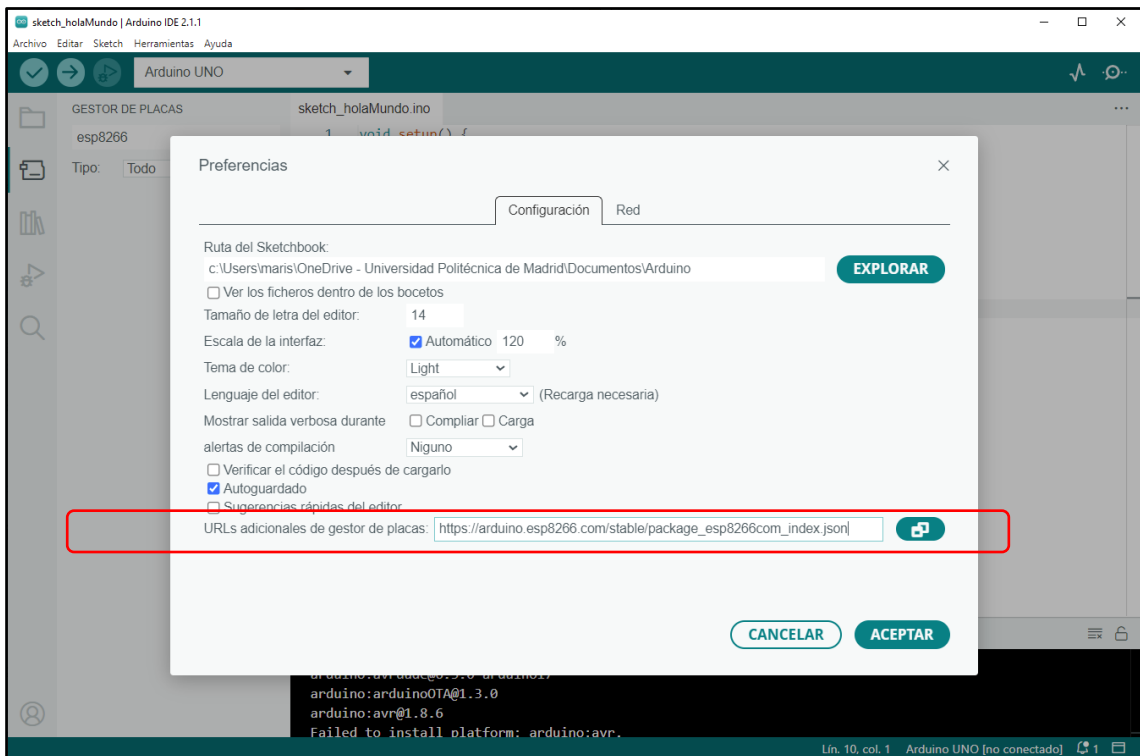 sketch_holaMundo | Arduino IDE 2.1.1
Archivo Editar Sketch Herramientas Ayuda
Arduino UNO
GESTOR DE PLACAS
sketch_holaMundo.ino
esp8266
1 void setup() {
Tipo: Todo
Preferencias
Configuración Red
Ruta del Sketchbook:
c:\Users\maris\OneDrive - Universidad Politécnica de Madrid\Documentos\Arduino
EXPLORAR
Ver los ficheros dentro de los bocetos
Tamaño de letra del editor: 14
Escala de la interfaz: Automático 120 %
Tema de color: Light
Lenguaje del editor: español (Recarga necesaria)
Mostrar salida verbosa durante Compliar Carga
alertas de compilación Niguno
Verificar el código después de cargarlo
Autoguardado
Sugerencias rápidas del editor
URLs adicionales de gestor de placas: https://arduino.esp8266.com/stable/package_esp8266com_index.json
CANCELAR ACEPTAR
arduino:avrdude@6.3.0-arduino17
arduino:arduinoOTA@1.3.0
arduino:avr@1.8.6
Failed to install platform: arduino:avr.
Lín. 10, col. 1 Arduino UNO [no conectado] 1